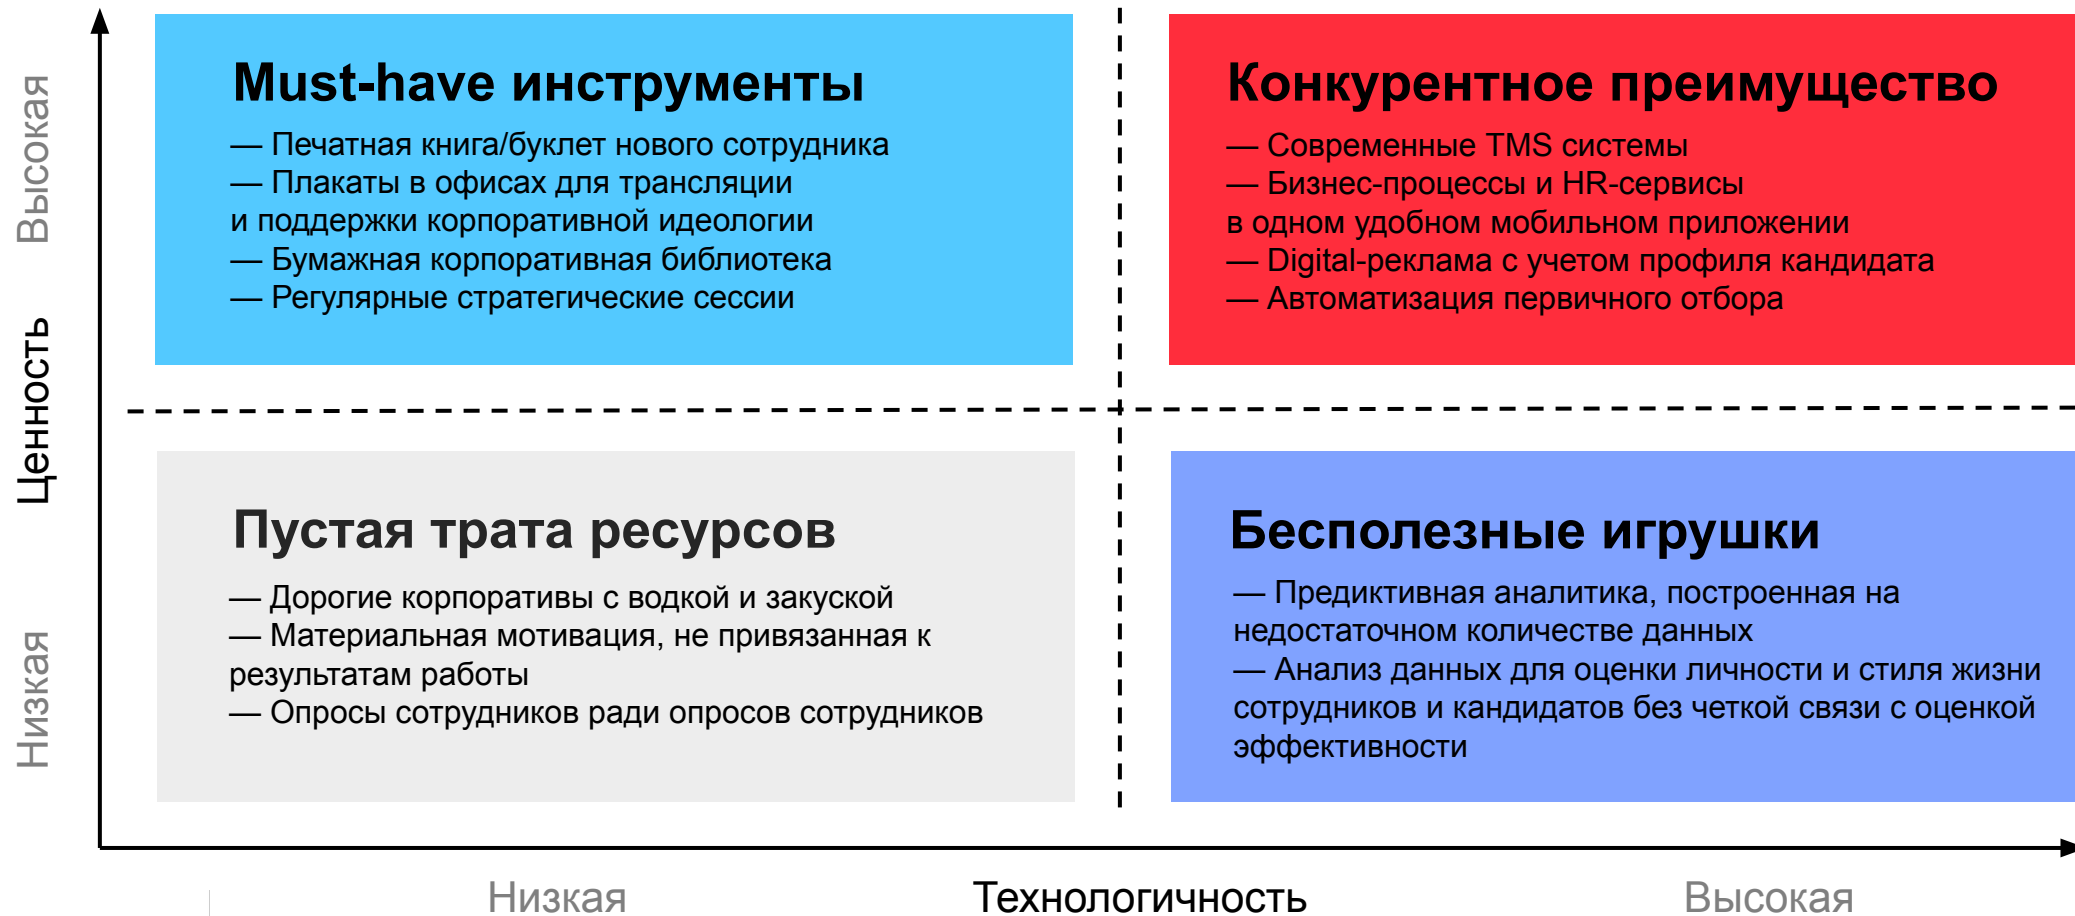 Высокая
Ценность
Низкая
Must-have инструменты
— Печатная книга/буклет нового сотрудника
— Плакаты в офисах для трансляции
и поддержки корпоративной идеологии
— Бумажная корпоративная библиотека
— Регулярные стратегические сессии
Конкурентное преимущество
— Современные TMS системы
— Бизнес-процессы и HR-сервисы
в одном удобном мобильном приложении
— Digital-реклама с учетом профиля кандидата
— Автоматизация первичного отбора
Пустая трата ресурсов
— Дорогие корпоративы с водкой и закуской
— Материальная мотивация, не привязанная к
результатам работы
— Опросы сотрудников ради опросов сотрудников
Бесполезные игрушки
— Предиктивная аналитика, построенная на
недостаточном количестве данных
— Анализ данных для оценки личности и стиля жизни
сотрудников и кандидатов без четкой связи с оценкой
эффективности
Низкая
Технологичность
Высокая